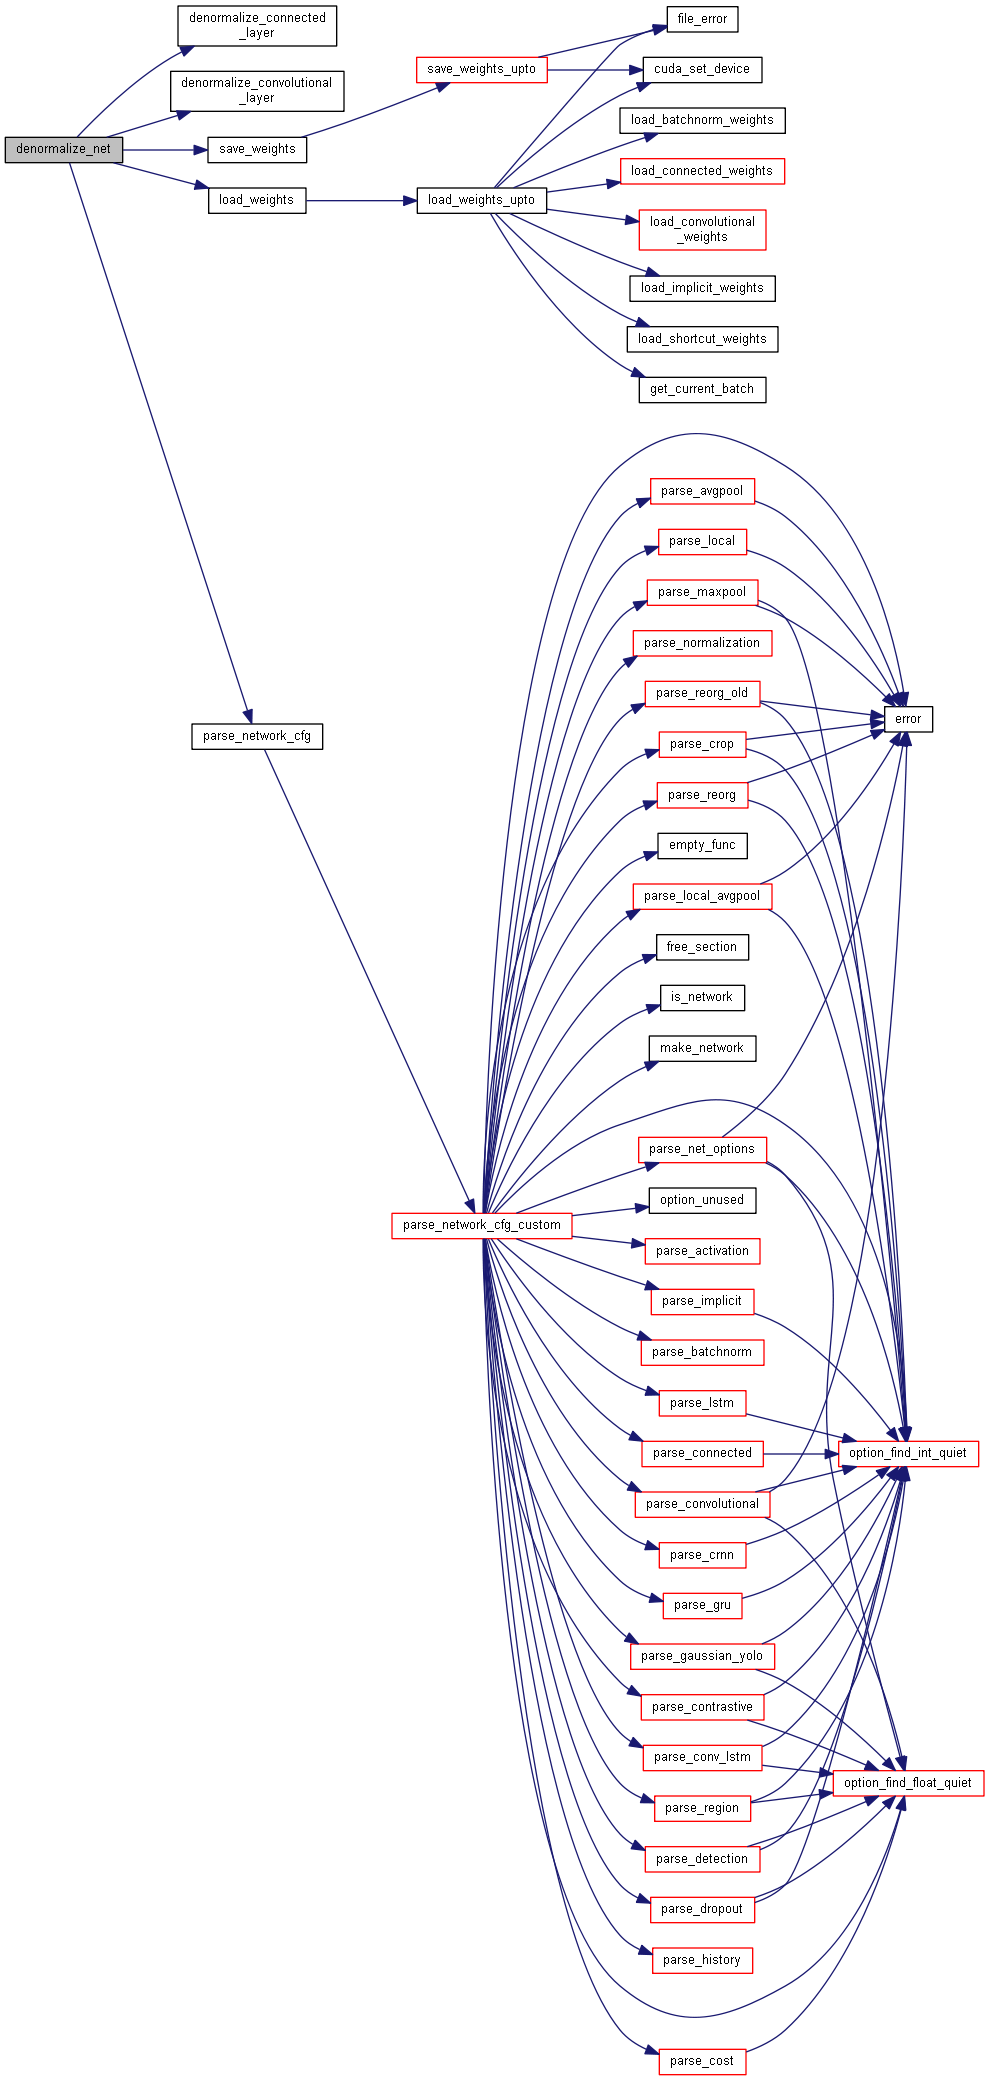 denormalize_connected
_layer
denormalize_convolutional
_layer
denormalize_net
save_weights
load_weights
save_weights_upto
load_weights_upto
file_error
cuda_set_device
load_batchnorm_weights
load_connected_weights
load_convolutional
_weights
load_implicit_weights
load_shortcut_weights
get_current_batch
parse_network_cfg
parse_network_cfg_custom
parse_avgpool
parse_local
parse_maxpool
parse_normalization
parse_reorg_old
parse_crop
parse_reorg
empty_func
parse_local_avgpool
free_section
is_network
make_network
parse_net_options
option_unused
parse_activation
parse_implicit
parse_batchnorm
parse_lstm
parse_connected
parse_convolutional
parse_crnn
parse_gru
parse_gaussian_yolo
parse_contrastive
parse_conv_lstm
parse_region
parse_detection
parse_dropout
parse_history
parse_cost
error
option_find_int_quiet
option_find_float_quiet